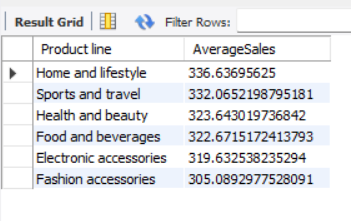 Result Grid Filter Rows:
Product line AverageSales
Home and lifestyle 336.63695625
Sports and travel 332.0652198795181
Health and beauty 323.643019736842
Food and beverages 322.6715172413793
Electronic accessories 319.632538235294
Fashion accessories 305.0892977528091